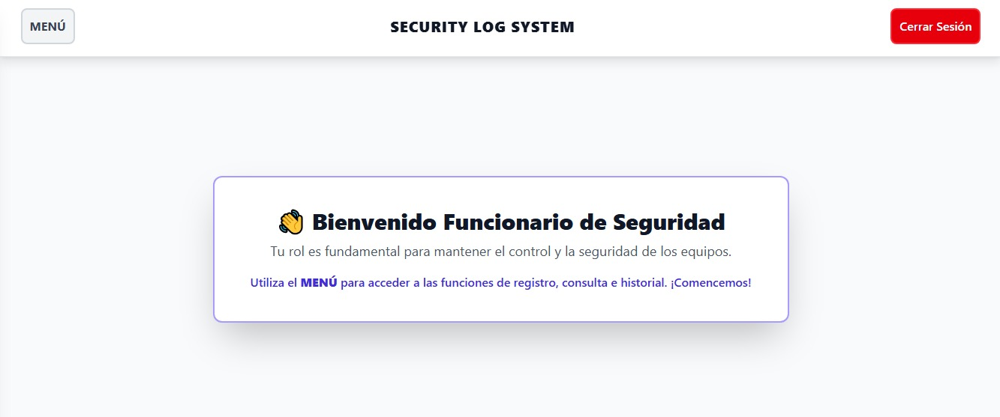 MENÚ
SECURITY LOG SYSTEM
Cerrar Sesión
👋 Bienvenido Funcionario de Seguridad
Tu rol es fundamental para mantener el control y la seguridad de los equipos.
Utiliza el MENÚ para acceder a las funciones de registro, consulta e historial. ¡Comencemos!